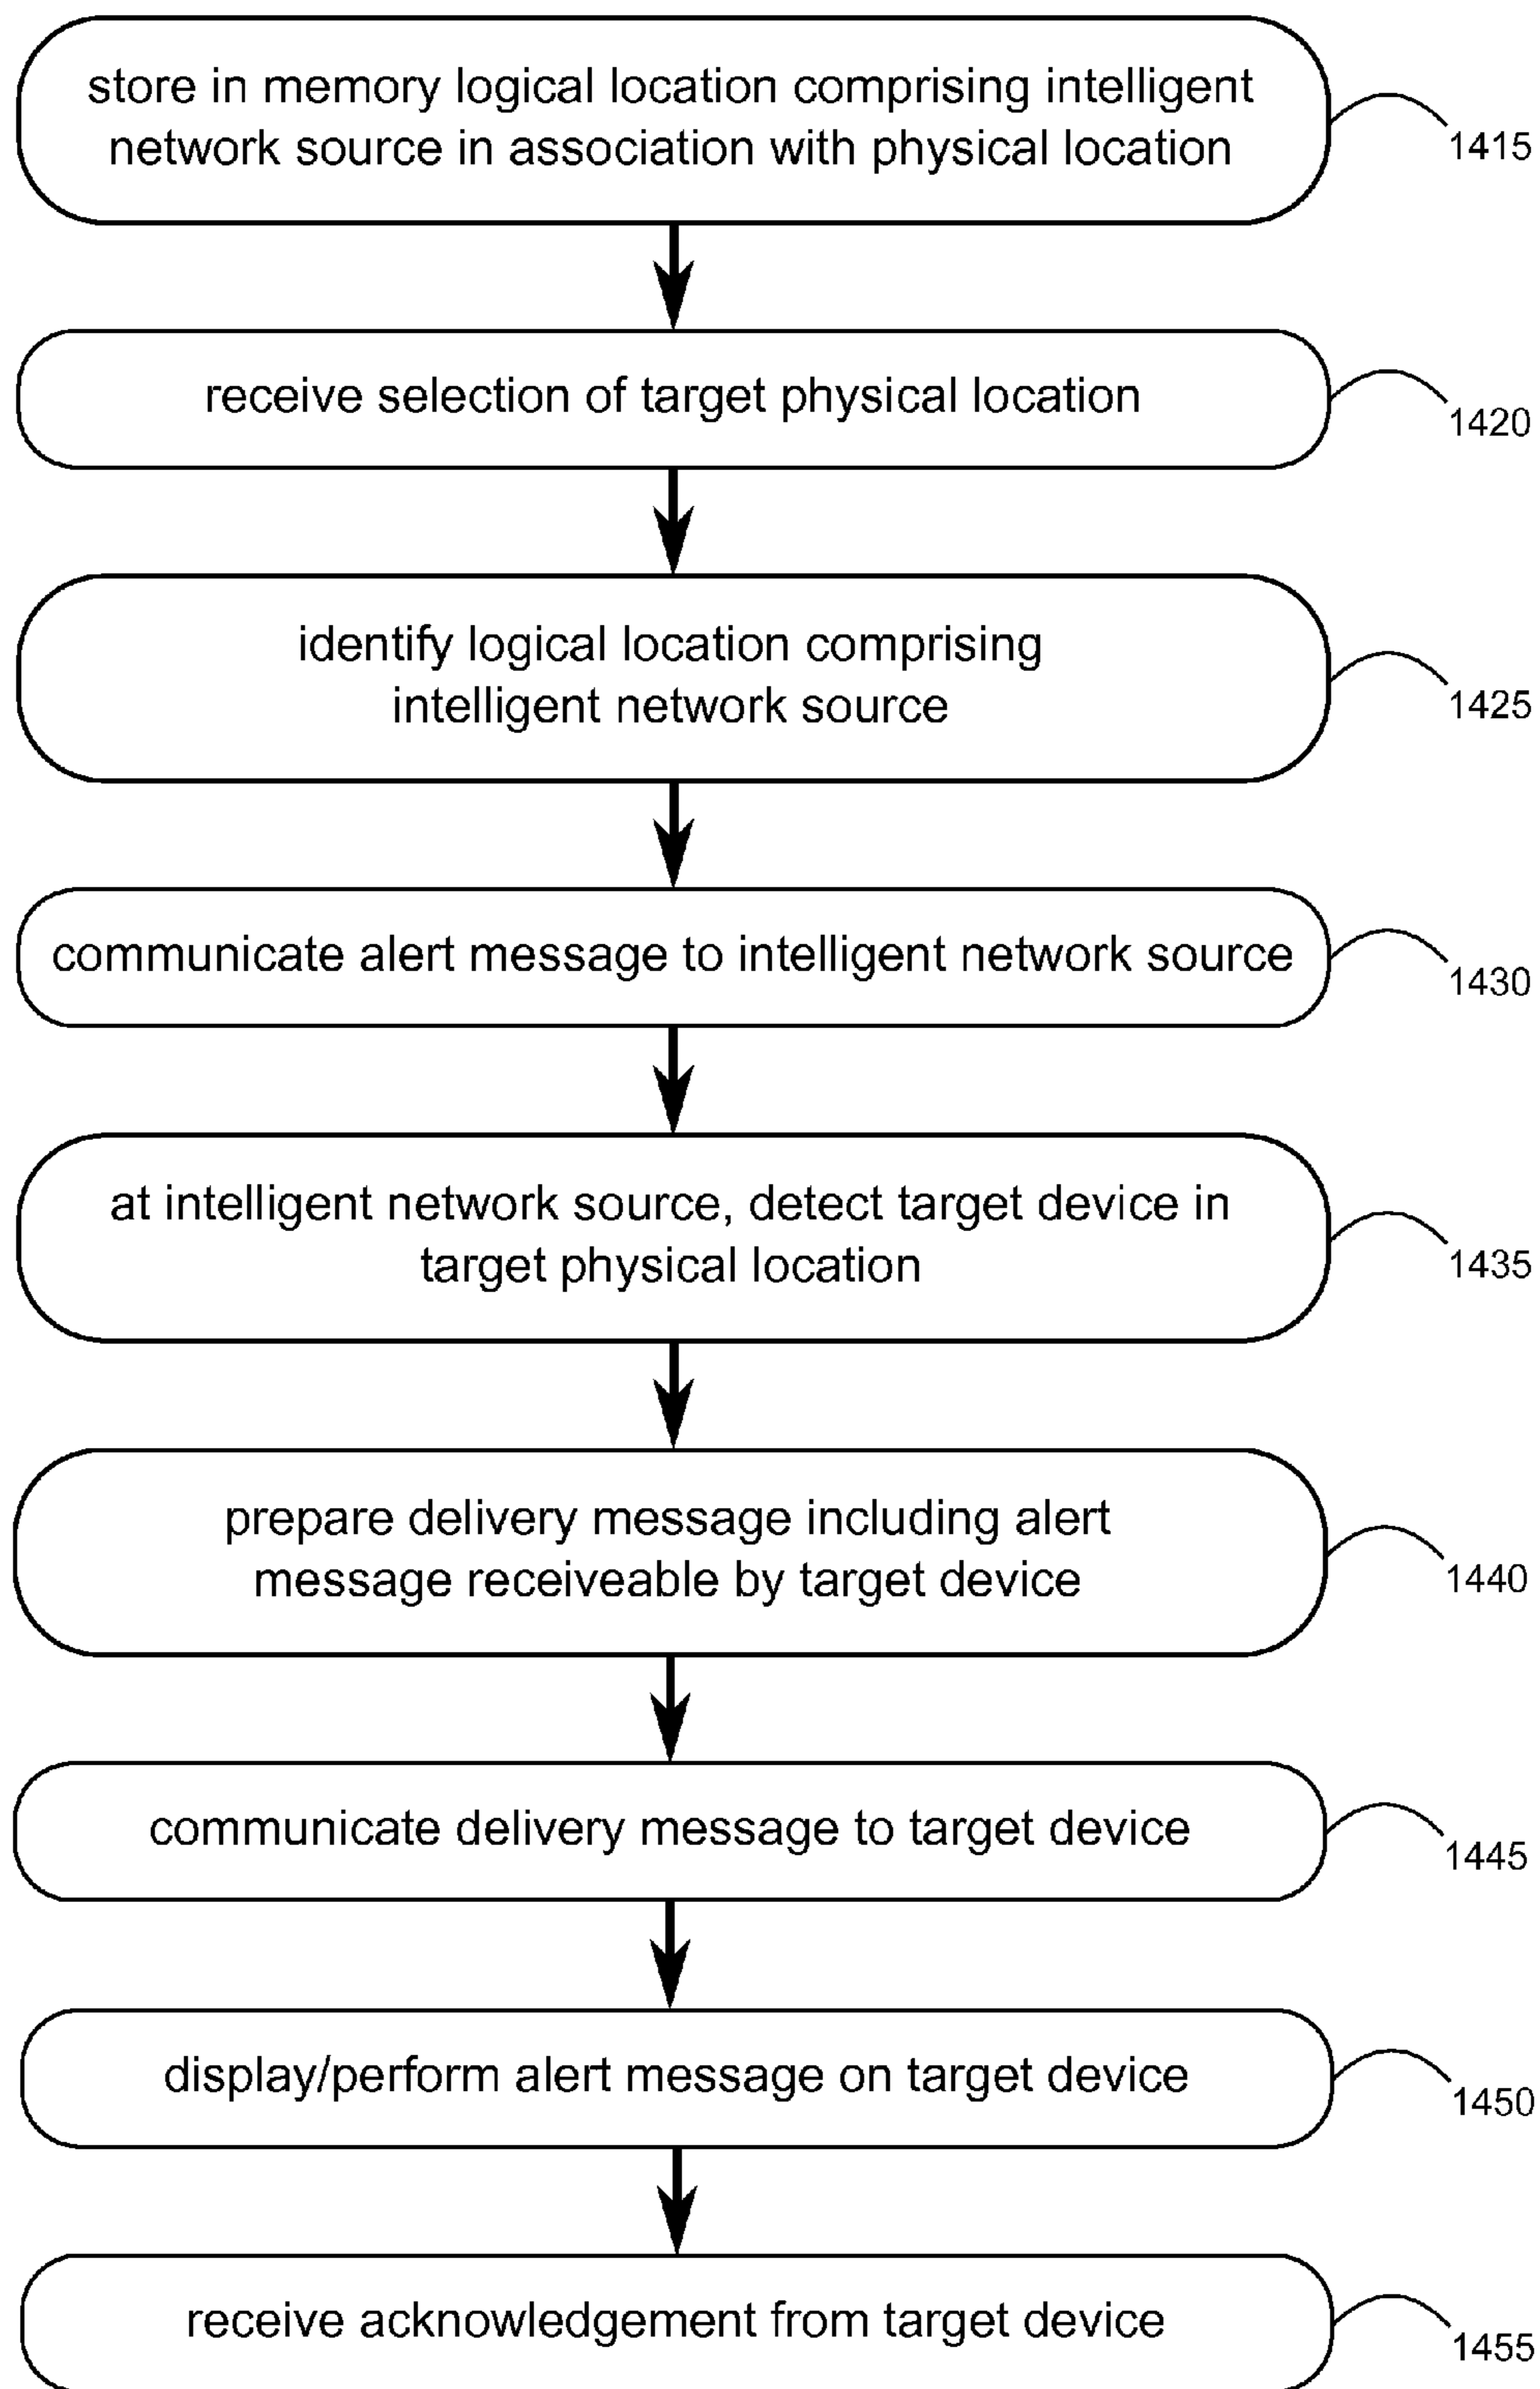 store in memory logical location comprising intelligent
network source in association with physical location
1415
receive selection of target physical location
1420
identify logical location comprising
intelligent network source
1425
communicate alert message to intelligent network source
1430
at intelligent network source, detect target device in
target physical location
1435
prepare delivery message including alert
message receiveable by target device
1440
communicate delivery message to target device
1445
display/perform alert message on target device
1450
receive acknowledgement from target device
1455